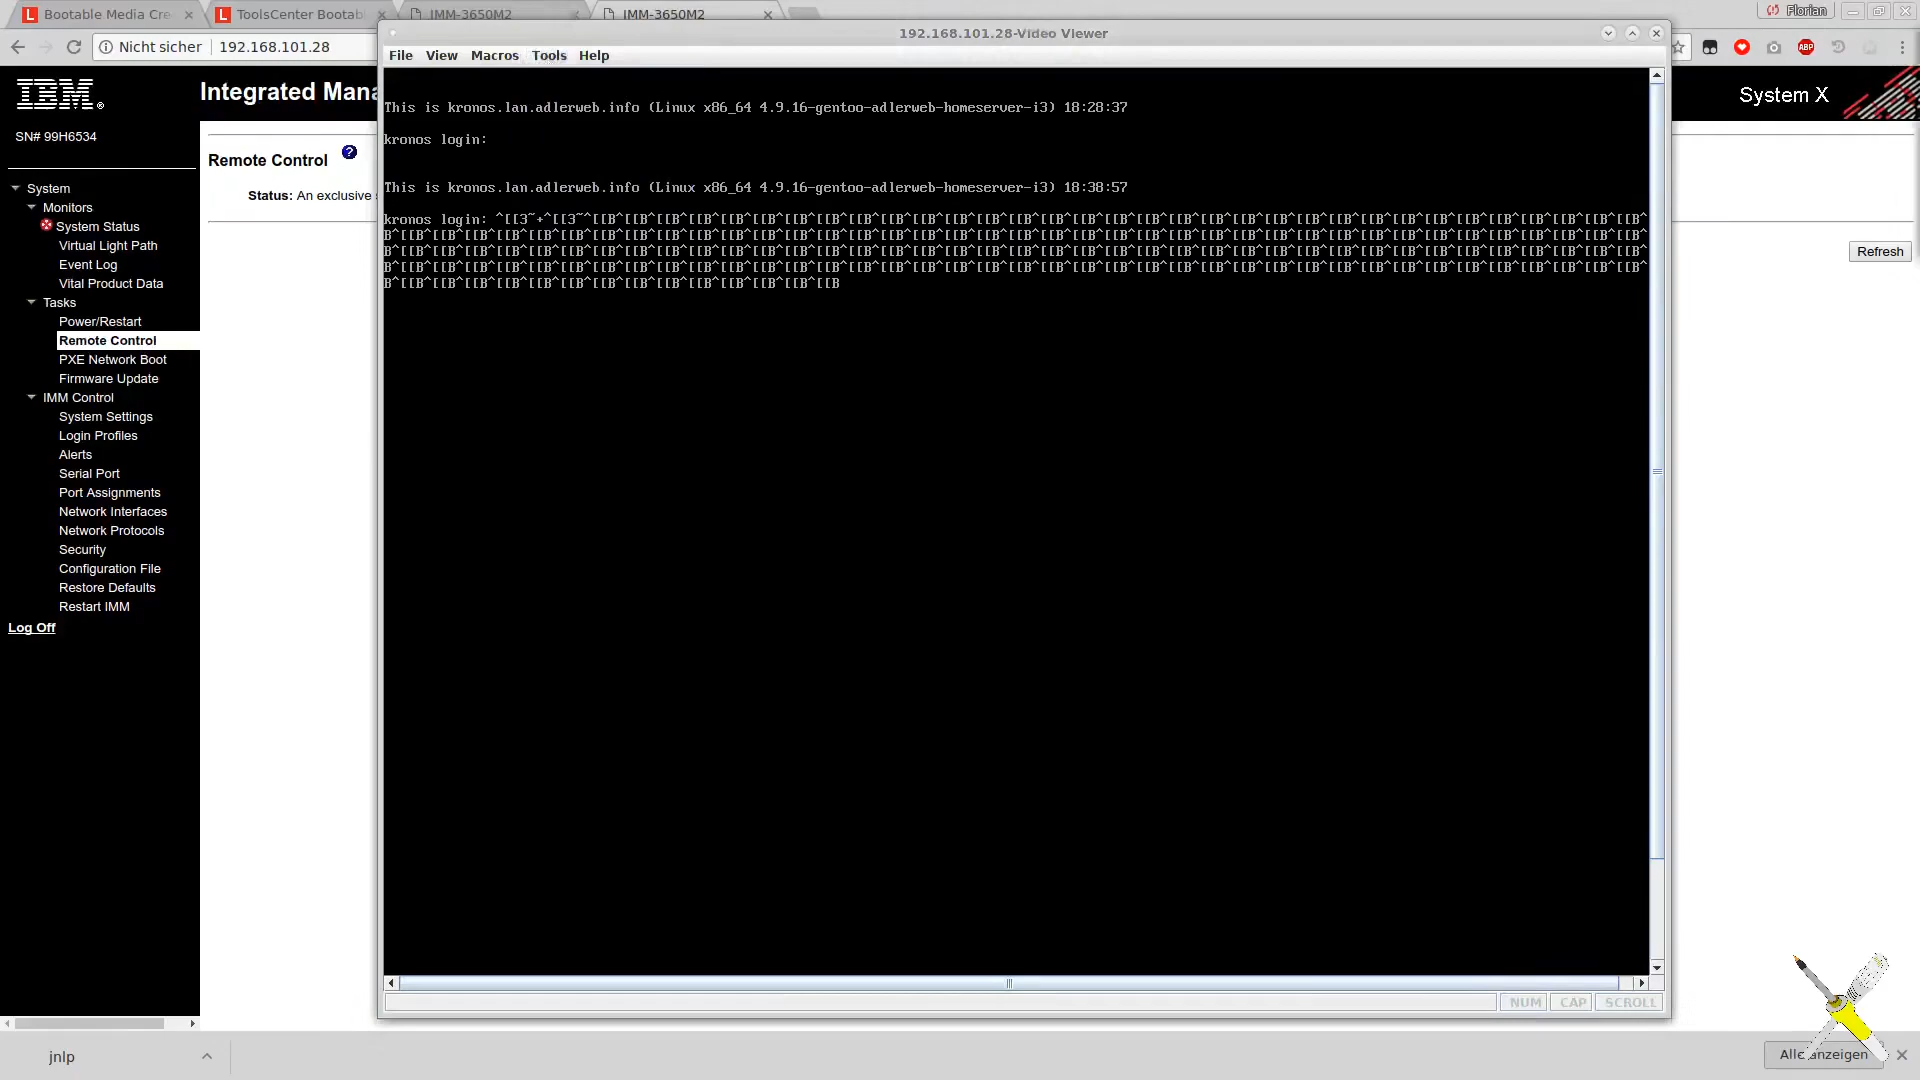 Bootable Media Cre
ToolsCenter Bootabl
IMM-3650M2
IMM-3650M2
Florian
Nicht sicher
192.168.101.28
192.168.101.28-Video Viewer
ABP
File View Macros Tools Help
IBM
Integrated Mana
System X
SN# 99H6534
Remote Control
Status: An exclusive
Refresh
System
Monitors
System Status
Virtual Light Path
Event Log
Vital Product Data
Tasks
Power/Restart
Remote Control
PXE Network Boot
Firmware Update
IMM Control
System Settings
Login Profiles
Alerts
Serial Port
Port Assignments
Network Interfaces
Network Protocols
Security
Configuration File
Restore Defaults
Restart IMM
Log Off
This is kronos.lan.adlerweb.info (Linux x86_64 4.9.16-gentoo-adlerweb-homeserver-i3) 18:28:37
kronos login:
This is kronos.lan.adlerweb.info (Linux x86_64 4.9.16-gentoo-adlerweb-homeserver-i3) 18:38:57
kronos login:
NUM CAP SCROLL
jnlp
Alle anzeigen